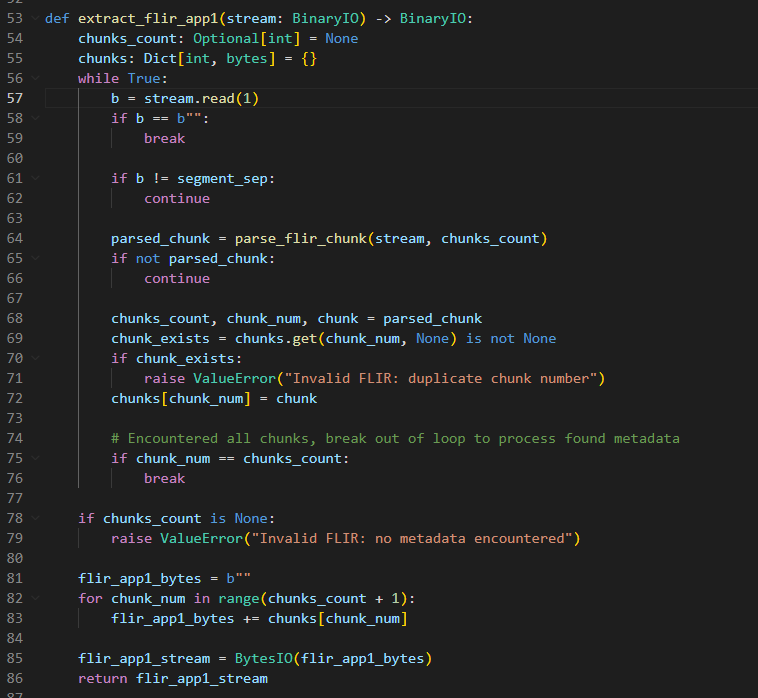 53 def extract_flir_app1(stream: BinaryIO) -> BinaryIO:
54     chunks_count: Optional[int] = None
55     chunks: Dict[int, bytes] = {}
56     while True:
57         b = stream.read(1)
58         if b == b"":
59             break
60
61         if b != segment_sep:
62             continue
63
64         parsed_chunk = parse_flir_chunk(stream, chunks_count)
65         if not parsed_chunk:
66             continue
67
68         chunks_count, chunk_num, chunk = parsed_chunk
69         chunk_exists = chunks.get(chunk_num, None) is not None
70         if chunk_exists:
71             raise ValueError("Invalid FLIR: duplicate chunk number")
72         chunks[chunk_num] = chunk
73
74         # Encountered all chunks, break out of loop to process found metadata
75         if chunk_num == chunks_count:
76             break
77
78     if chunks_count is None:
79         raise ValueError("Invalid FLIR: no metadata encountered")
80
81     flir_app1_bytes = b""
82     for chunk_num in range(chunks_count + 1):
83         flir_app1_bytes += chunks[chunk_num]
84
85     flir_app1_stream = BytesIO(flir_app1_bytes)
86     return flir_app1_stream